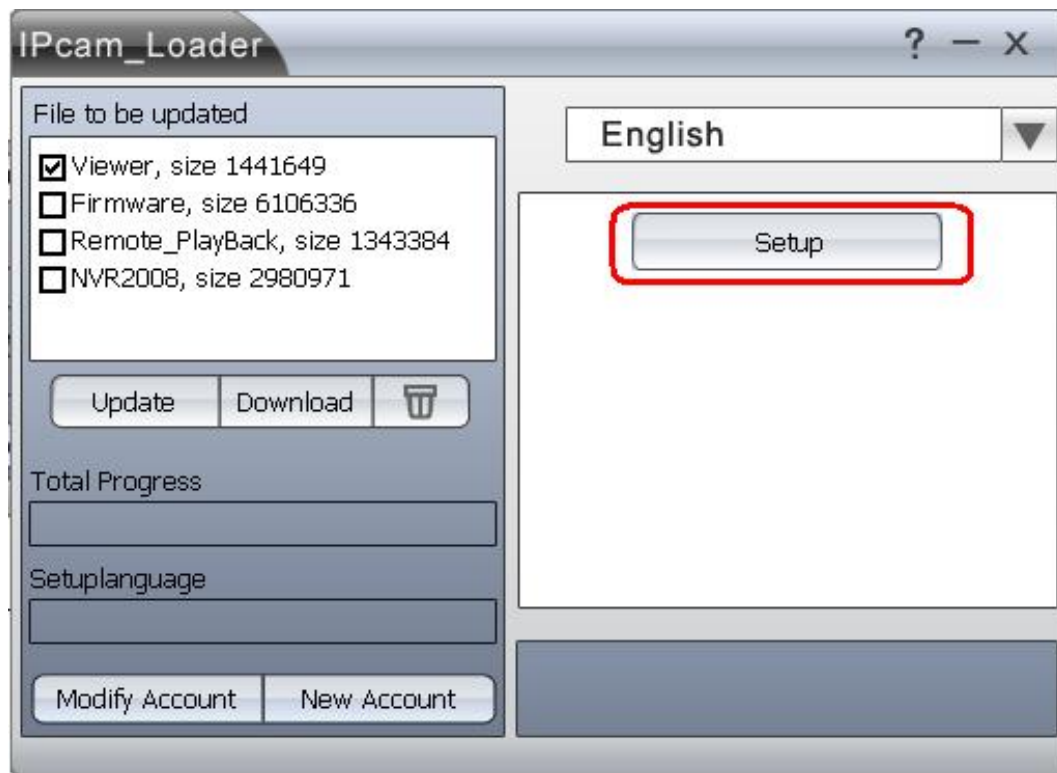 IPcam_Loader
? — X
File to be updated
Viewer, size 1441649
Firmware, size 6106336
Remote_PlayBack, size 1343384
NVR2008, size 2980971
Update Download
Total Progress
Setuplanguage
Modify Account New Account
English
Setup